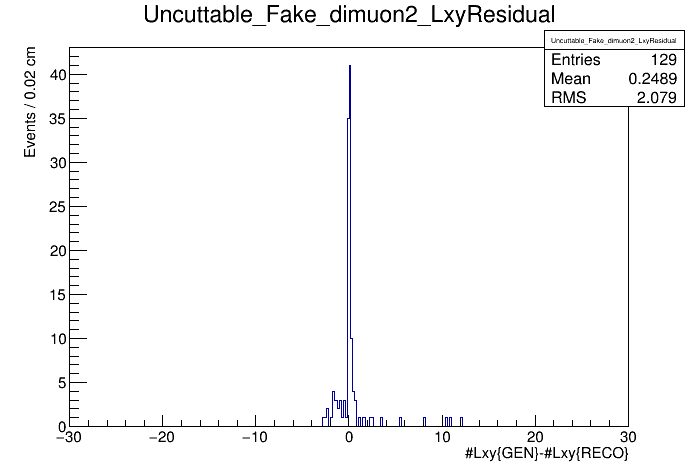 Uncuttable_Fake_dimuon2_LxyResidual
Uncuttable_Fake_dimuon2_LxyResidual
Entries 129
Mean 0.2489
RMS 2.079
Events / 0.02 cm
40
35
30
25
20
15
10
5
0
−30 −20 −10 0 10 20 30
#Lxy{GEN}-#Lxy{RECO}